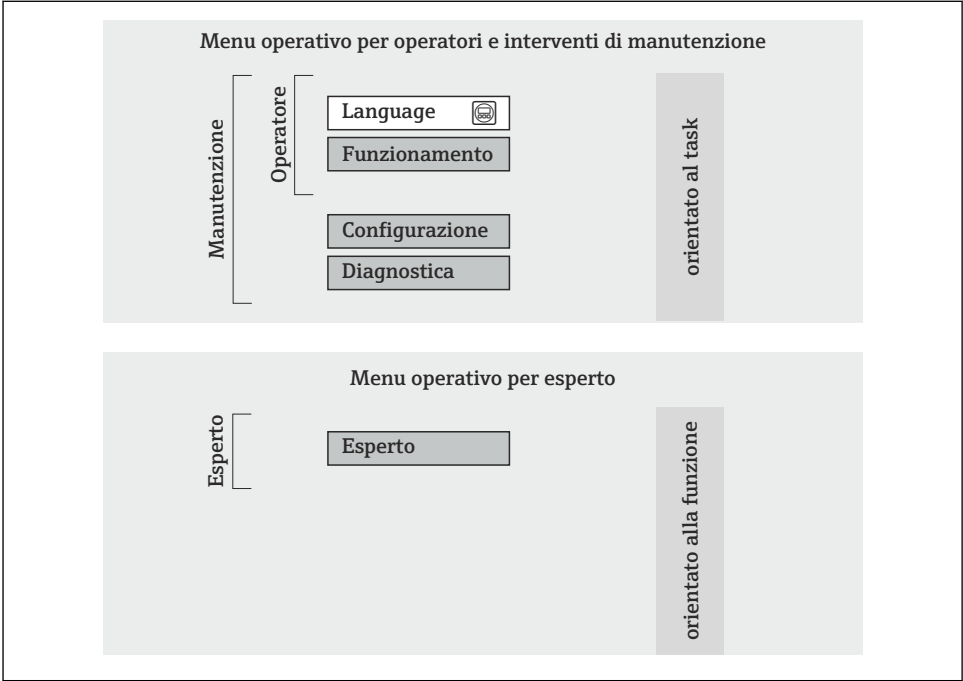 Menu operativo per operatori e interventi di manutenzione
Manutenzione
Operatore
Language
Funzionamento
Configurazione
Diagnostica
orientato al task
Menu operativo per esperto
Esperto
Esperto
orientato alla funzione